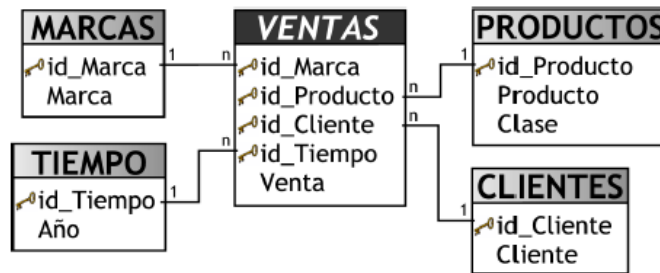 MARCAS
id_Marca
Marca
VENTAS
id_Marca
id_Producto
id_Cliente
id_Tiempo
Venta
PRODUCTOS
id_Producto
Producto
Clase
TIEMPO
id_Tiempo
Año
CLIENTES
id_Cliente
Cliente
1
n
1
n
n
n
1
1